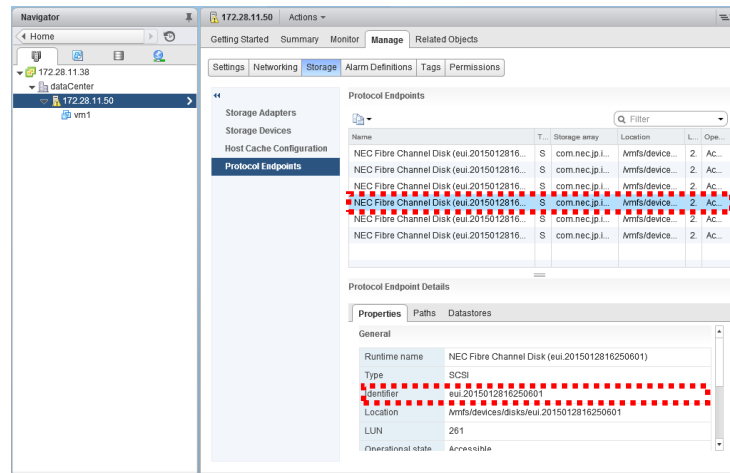 Navigator
172.28.11.50 Actions
Home
Getting Started Summary Monitor Manage Related Objects
Settings Networking Storage Alarm Definitions Tags Permissions
172.28.11.38
dataCenter
172.28.11.50
vm1
Storage Adapters
Storage Devices
Host Cache Configuration
Protocol Endpoints
Protocol Endpoints
Filter
Name T... Storage array Location L... Ope...
NEC Fibre Channel Disk (eui.2015012816... S com.nec.jp.i... /vmfs/device... 2. Ac...
NEC Fibre Channel Disk (eui.2015012816... S com.nec.jp.i... /vmfs/device... 2. Ac...
NEC Fibre Channel Disk (eui.2015012816... S com.nec.jp.i... /vmfs/device... 2. Ac...
NEC Fibre Channel Disk (eui.2015012816... S com.nec.jp.i... /vmfs/device... 2. Ac...
NEC Fibre Channel Disk (eui.2015012816... S com.nec.jp.i... /vmfs/device... 2. Ac...
NEC Fibre Channel Disk (eui.2015012816... S com.nec.jp.i... /vmfs/device... 2. Ac...
Protocol Endpoint Details
Properties Paths Datastores
General
Runtime name NEC Fibre Channel Disk (eui.2015012816250601)
Type SCSI
Identifier eui.2015012816250601
Location /vmfs/devices/disks/eui.2015012816250601
LUN 261
Operational state Accessible